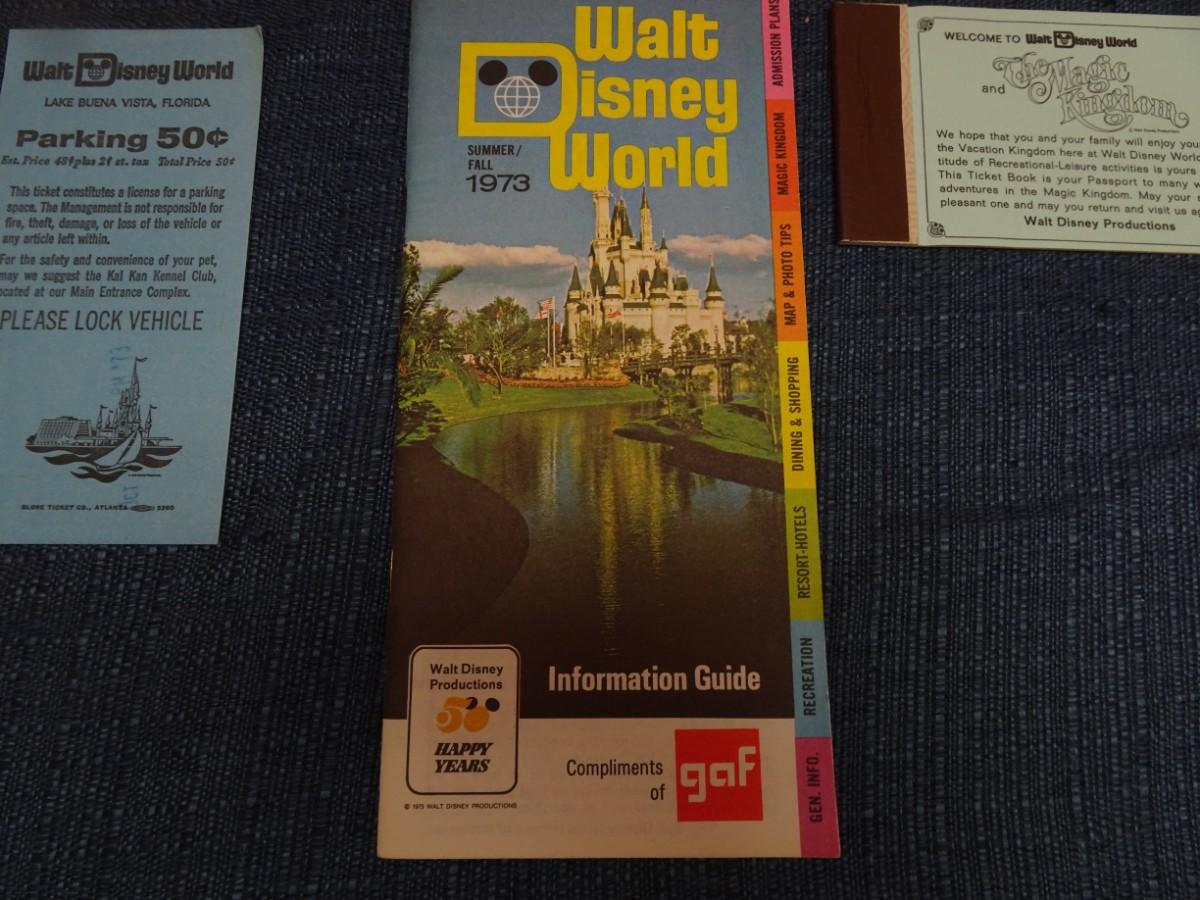 Walt Disney World
LAKE BUENA VISTA, FLORIDA
Parking 50¢
Est. Price 48¢ plus 2¢ st. tax Total Price 50¢
This ticket constitutes a license for a parking
space. The Management is not responsible for
fire, theft, damage, or loss of the vehicle or
any article left within.
For the safety and convenience of your pet,
may we suggest the Kal Kan Kennel Club,
ocated at our Main Entrance Complex.
PLEASE LOCK VEHICLE
GLOBE TICKET CO., ATLANTA
Walt
Disney
World
SUMMER/
FALL
1973
Information Guide
Walt Disney
Productions
50
HAPPY
YEARS
© 1973 WALT DISNEY PRODUCTIONS
Compliments
of
gaf
ADMISSION PLANS
MAGIC KINGDOM
MAP & PHOTO TIPS
DINING & SHOPPING
RESORT-HOTELS
RECREATION
GEN. INFO.
WELCOME TO Walt Disney World
and The Magic
Kingdom
© Walt Disney Productions
We hope that you and your family will enjoy you
the Vacation Kingdom here at Walt Disney World
titude of Recreational-Leisure activities is yours
This Ticket Book is your Passport to many
adventures in the Magic Kingdom. May your
pleasant one and may you return and visit us
Walt Disney Productions